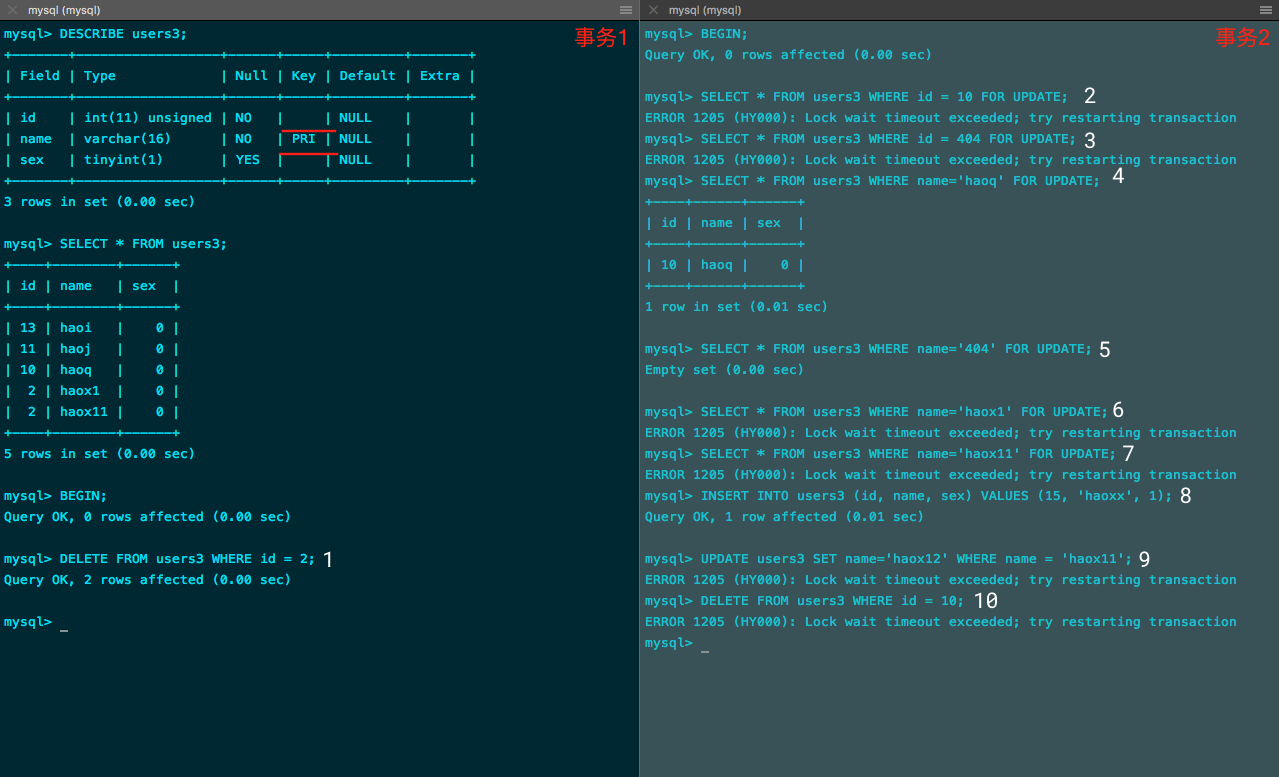 mysql (mysql)
事务1
mysql> DESCRIBE users3;
+-------+------------------+------+-----+---------+-------+
| Field | Type             | Null | Key | Default | Extra |
+-------+------------------+------+-----+---------+-------+
| id    | int(11) unsigned | NO   |     | NULL    |       |
| name  | varchar(16)      | NO   | PRI | NULL    |       |
| sex   | tinyint(1)       | YES  |     | NULL    |       |
+-------+------------------+------+-----+---------+-------+
3 rows in set (0.00 sec)
mysql> SELECT * FROM users3;
+----+--------+------+
| id | name   | sex  |
+----+--------+------+
| 13 | haoi   |    0 |
| 11 | haoj   |    0 |
| 10 | haoq   |    0 |
|  2 | haox1  |    0 |
|  2 | haox11 |    0 |
+----+--------+------+
5 rows in set (0.00 sec)
mysql> BEGIN;
Query OK, 0 rows affected (0.00 sec)
mysql> DELETE FROM users3 WHERE id = 2; 1
Query OK, 2 rows affected (0.00 sec)
mysql> _
mysql (mysql)
事务2
mysql> BEGIN;
Query OK, 0 rows affected (0.00 sec)
mysql> SELECT * FROM users3 WHERE id = 10 FOR UPDATE; 2
ERROR 1205 (HY000): Lock wait timeout exceeded; try restarting transaction
mysql> SELECT * FROM users3 WHERE id = 404 FOR UPDATE; 3
ERROR 1205 (HY000): Lock wait timeout exceeded; try restarting transaction
mysql> SELECT * FROM users3 WHERE name='haoq' FOR UPDATE; 4
+----+------+------+
| id | name | sex  |
+----+------+------+
| 10 | haoq |    0 |
+----+------+------+
1 row in set (0.01 sec)
mysql> SELECT * FROM users3 WHERE name='404' FOR UPDATE; 5
Empty set (0.00 sec)
mysql> SELECT * FROM users3 WHERE name='haox1' FOR UPDATE; 6
ERROR 1205 (HY000): Lock wait timeout exceeded; try restarting transaction
mysql> SELECT * FROM users3 WHERE name='haox11' FOR UPDATE; 7
ERROR 1205 (HY000): Lock wait timeout exceeded; try restarting transaction
mysql> INSERT INTO users3 (id, name, sex) VALUES (15, 'haoxx', 1); 8
Query OK, 1 row affected (0.01 sec)
mysql> UPDATE users3 SET name='haox12' WHERE name = 'haox11'; 9
ERROR 1205 (HY000): Lock wait timeout exceeded; try restarting transaction
mysql> DELETE FROM users3 WHERE id = 10; 10
ERROR 1205 (HY000): Lock wait timeout exceeded; try restarting transaction
mysql> _